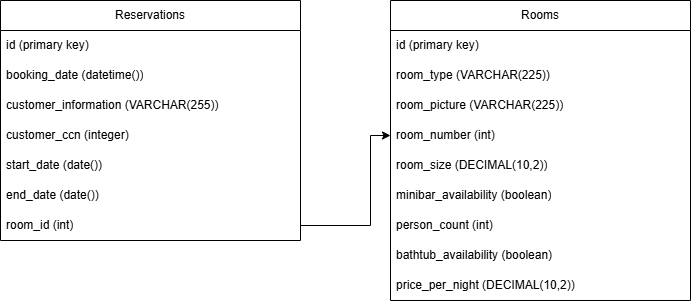 Reservations
id (primary key)
booking_date (datetime())
customer_information (VARCHAR(255))
customer_ccn (integer)
start_date (date())
end_date (date())
room_id (int)
Rooms
id (primary key)
room_type (VARCHAR(225))
room_picture (VARCHAR(225))
room_number (int)
room_size (DECIMAL(10,2))
minibar_availability (boolean)
person_count (int)
bathtub_availability (boolean)
price_per_night (DECIMAL(10,2))